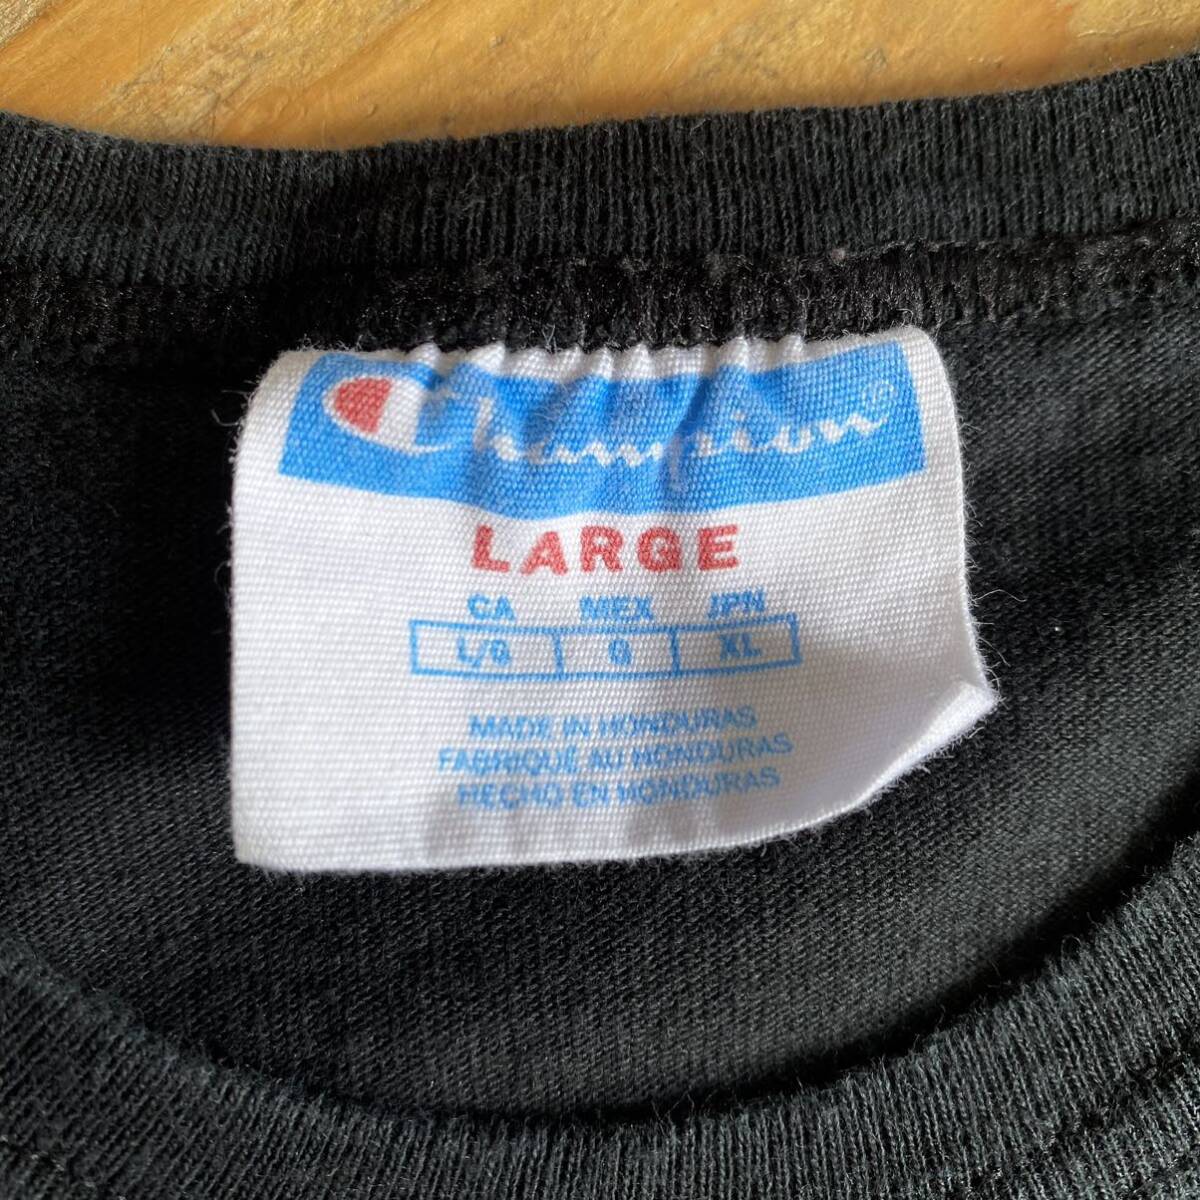 Champion®
LARGE
CA MEX JPN
L/G G XL
MADE IN HONDURAS
FABRIQUÉ AU HONDURAS
HECHO EN HONDURAS